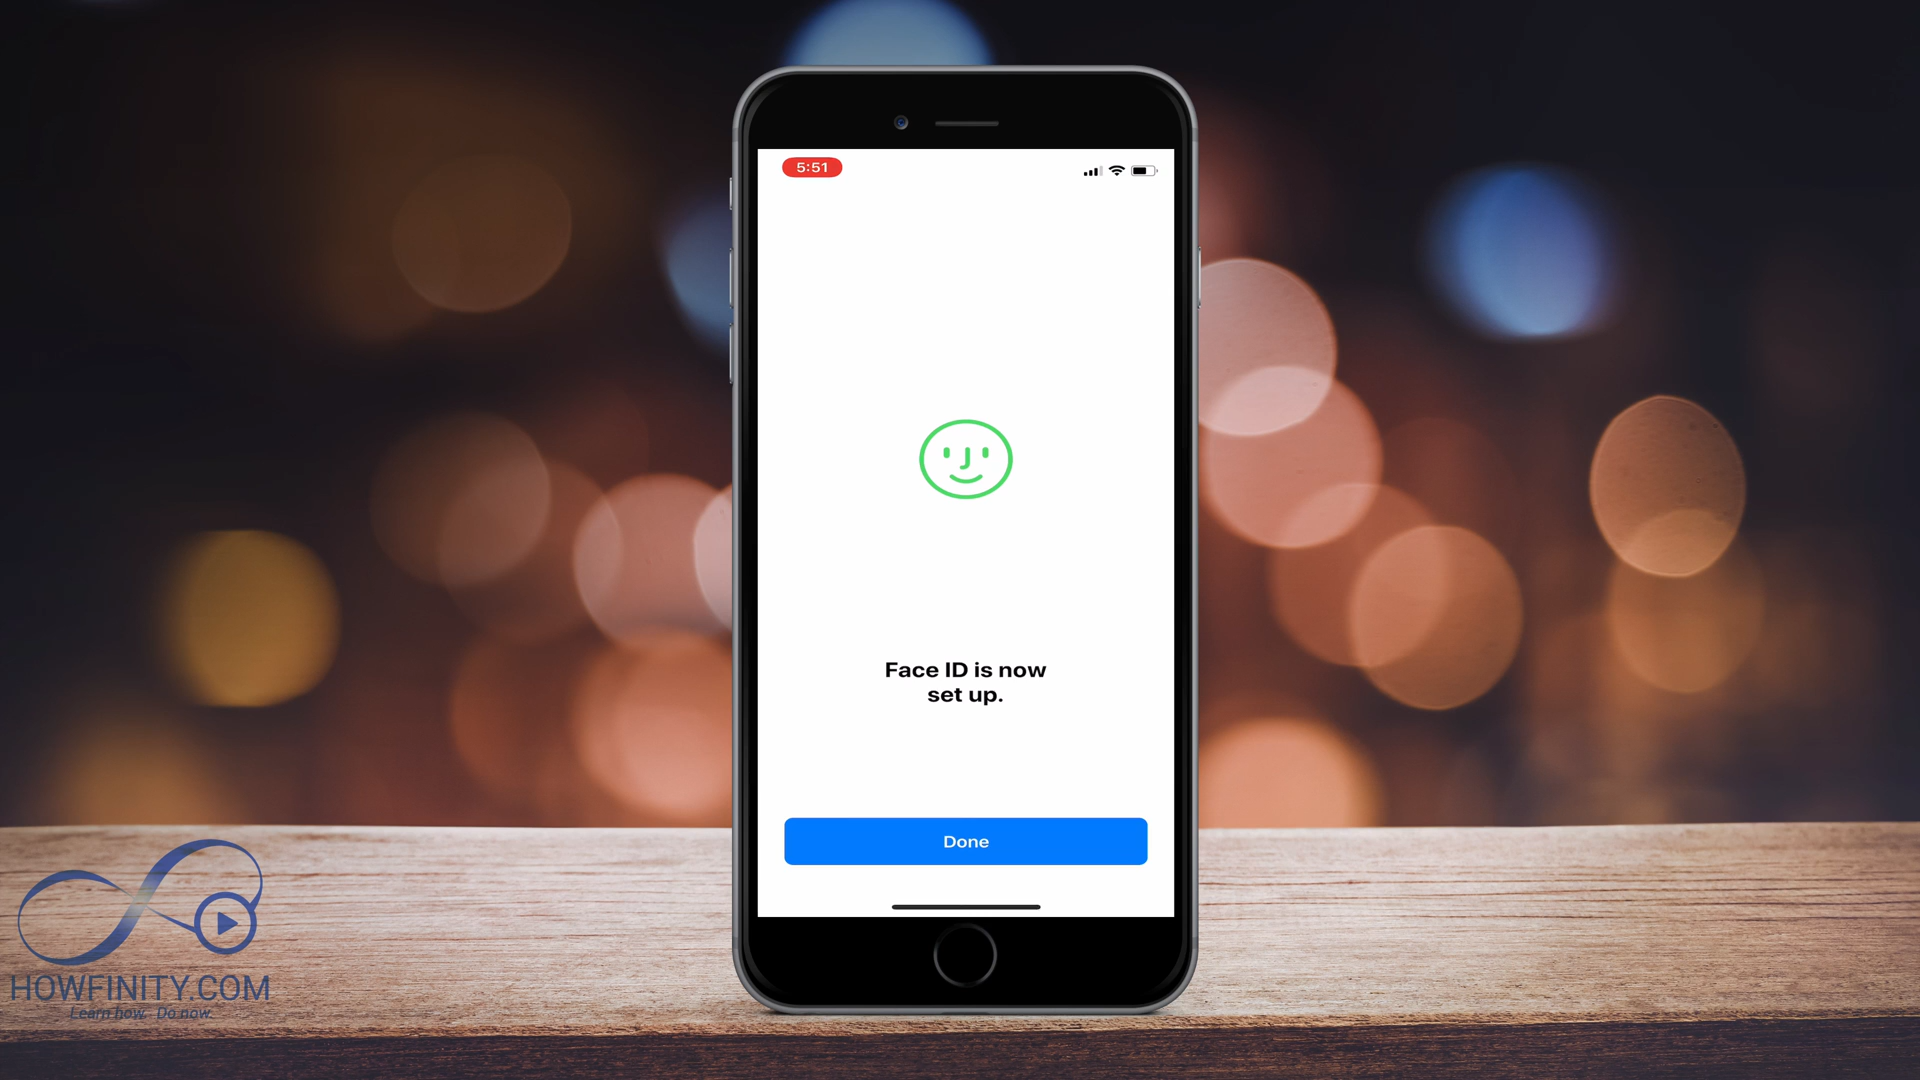 5:51
Face ID is now
set up.
Done
HOWFINITY.COM
Learn how. Do now.